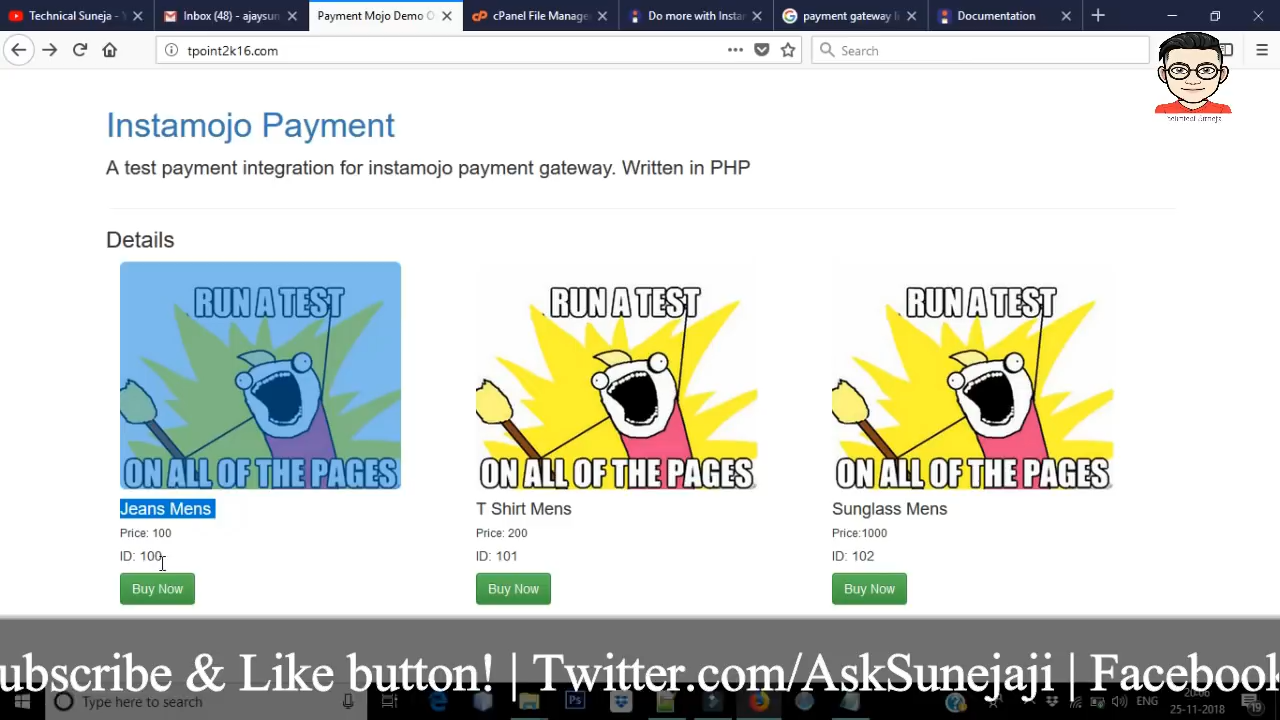 Technical Suneja - Y
Inbox (48) - ajaysun
Payment Mojo Demo O
cPanel File Manage
Do more with Instan
payment gateway li
Documentation
tpoint2k16.com
Search
Instamojo Payment
A test payment integration for instamojo payment gateway. Written in PHP
Details
RUN A TEST
ON ALL OF THE PAGES
Jeans Mens
Price: 100
ID: 100
Buy Now
RUN A TEST
ON ALL OF THE PAGES
T Shirt Mens
Price: 200
ID: 101
Buy Now
RUN A TEST
ON ALL OF THE PAGES
Sunglass Mens
Price:1000
ID: 102
Buy Now
ubscribe & Like button! | Twitter.com/AskSunejaji | Facebook
Type here to search
ENG
25-11-2018